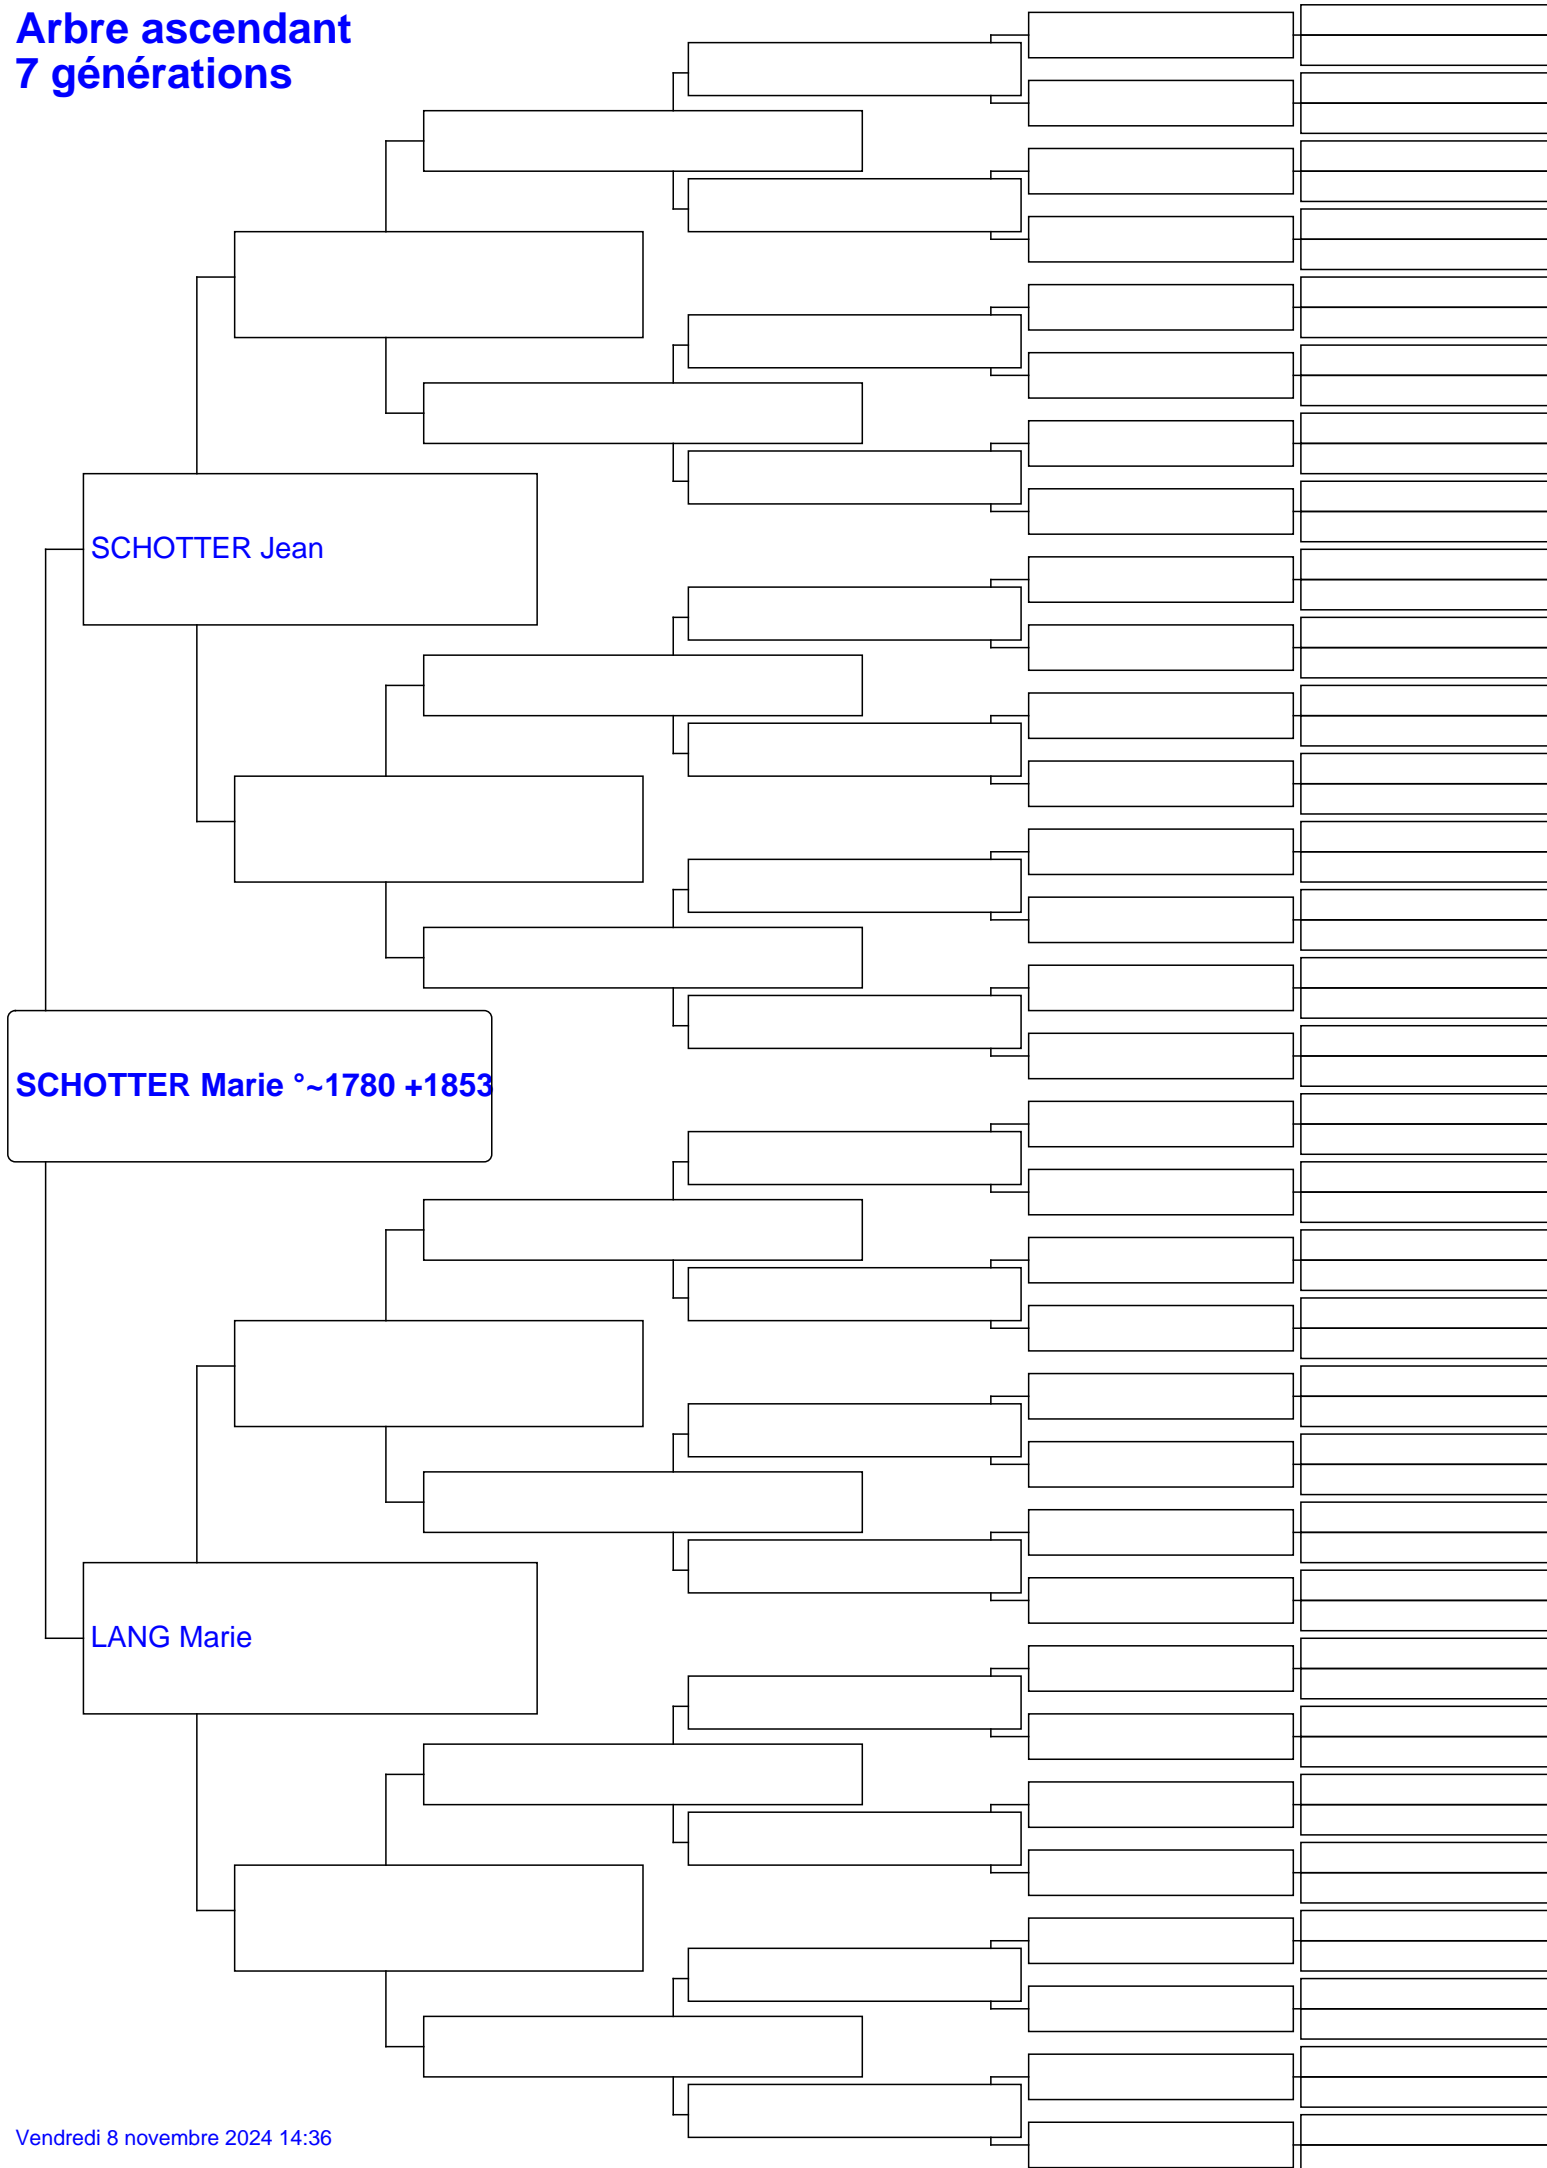 Arbre ascendant
7 générations
SCHOTTER Jean
SCHOTTER Marie °~1780 +1853
LANG Marie
Vendredi 8 novembre 2024 14:36